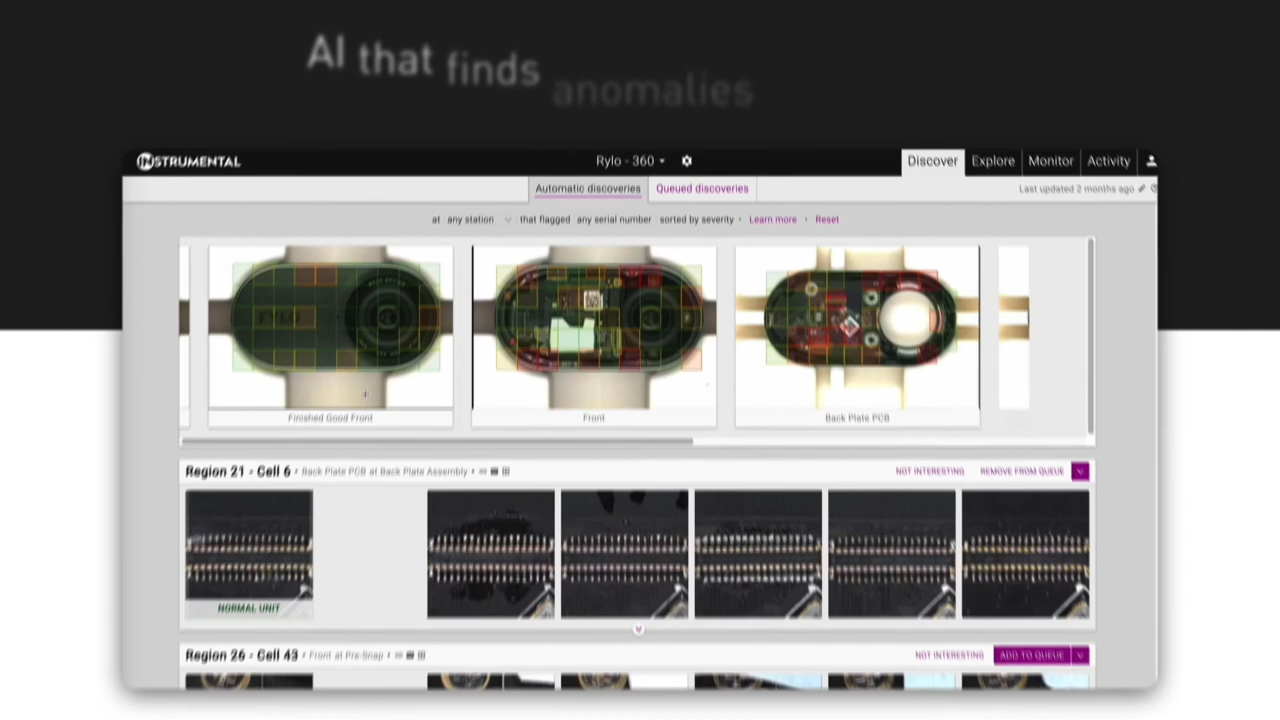 AI that finds anomalies
INSTRUMENTAL
Rylo - 360
Discover
Explore
Monitor
Activity
Automatic discoveries
Queued discoveries
Last updated 2 months ago
at any station that flagged any serial number sorted by severity • Learn more • Reset
Finished Good Front
Front
Back Plate PCB
Region 21 - Cell 6 • Back Plate PCB at Back Plate Assembly •
NOT INTERESTING
REMOVE FROM QUEUE
NORMAL UNIT
Region 26 - Cell 43 • Front at Pre-Snap •
NOT INTERESTING
ADD TO QUEUE